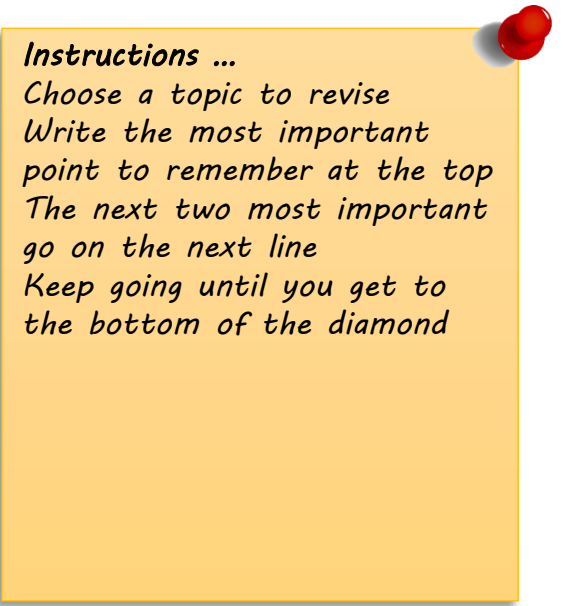 Instructions ...
Choose a topic to revise
Write the most important
point to remember at the top
The next two most important
go on the next line
Keep going until you get to
the bottom of the diamond